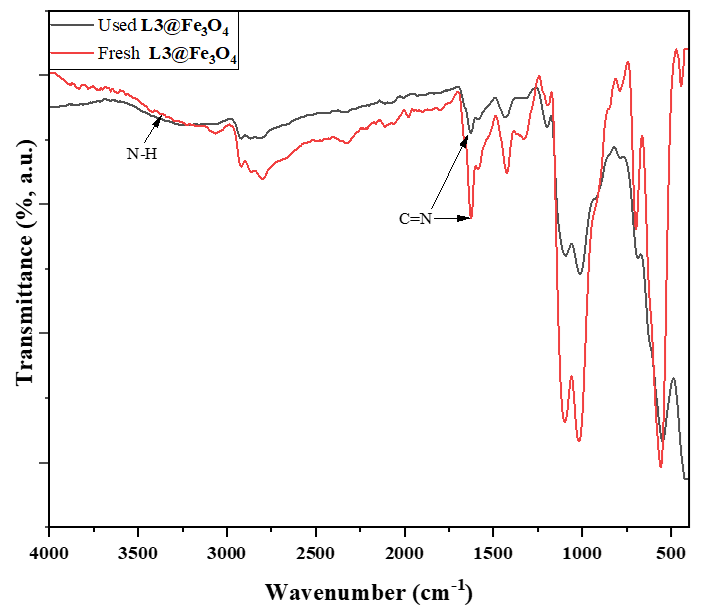 Used L3@Fe₃O₄
Fresh L3@Fe₃O₄
N-H
C=N
Transmittance (%, a.u.)
4000 3500 3000 2500 2000 1500 1000 500
Wavenumber (cm⁻¹)